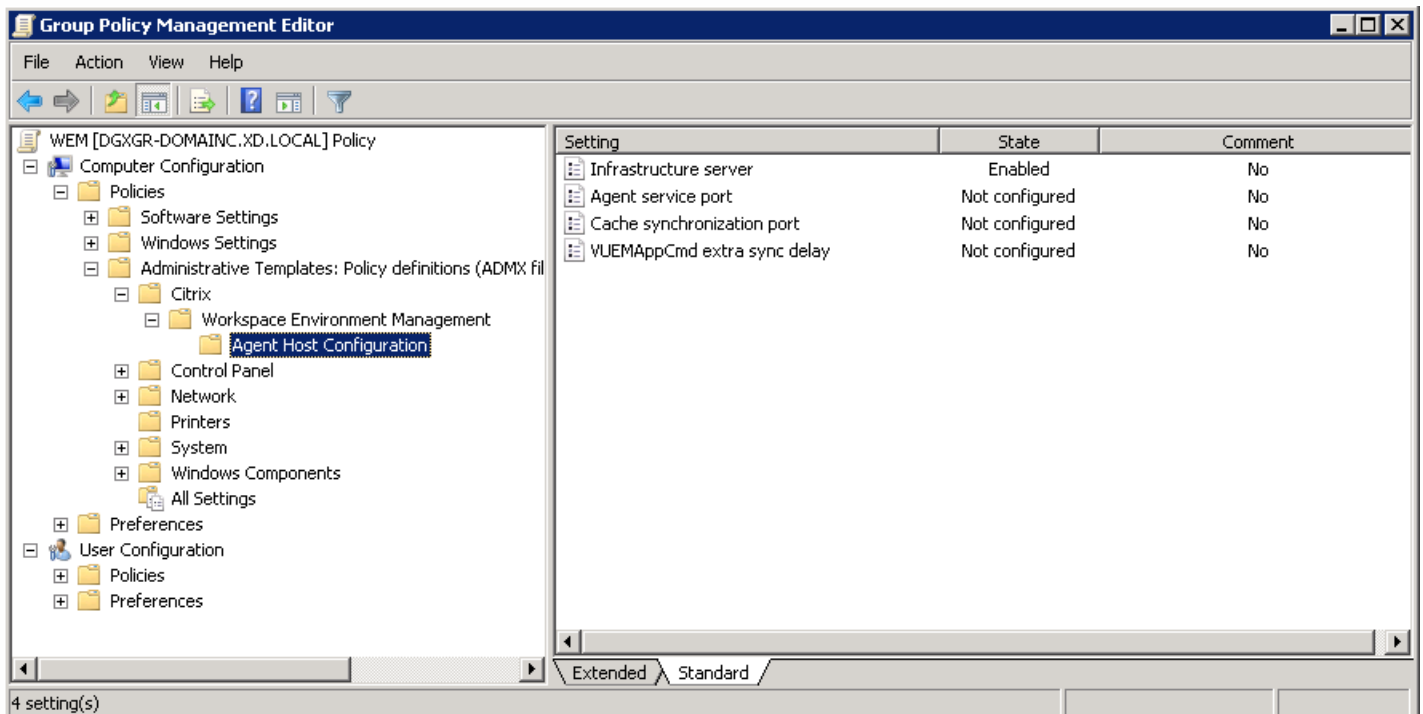 Group Policy Management Editor
File Action View Help
WEM [DGXGR-DOMAINC.XD.LOCAL] Policy
Computer Configuration
Policies
Software Settings
Windows Settings
Administrative Templates: Policy definitions (ADMX fil
Citrix
Workspace Environment Management
Agent Host Configuration
Control Panel
Network
Printers
System
Windows Components
All Settings
Preferences
User Configuration
Policies
Preferences
Setting State Comment
Infrastructure server Enabled No
Agent service port Not configured No
Cache synchronization port Not configured No
VUEMAppCmd extra sync delay Not configured No
Extended Standard
4 setting(s)